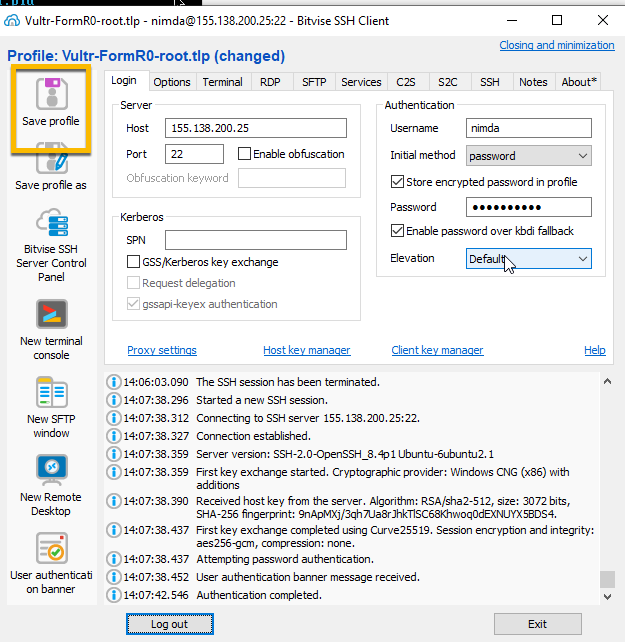 Vultr-FormR0-root.tlp - nimda@155.138.200.25:22 - Bitvise SSH Client
Profile: Vultr-FormR0-root.tlp (changed)
Closing and minimization
Save profile
Save profile as
Bitvise SSH
Server Control
Panel
New terminal
console
New SFTP
window
New Remote
Desktop
User authenticati
on banner
Login Options Terminal RDP SFTP Services C2S S2C SSH Notes About*
Server
Host 155.138.200.25
Port 22 Enable obfuscation
Obfuscation keyword
Kerberos
SPN
GSS/Kerberos key exchange
Request delegation
gssapi-keyex authentication
Authentication
Username nimda
Initial method password
Store encrypted password in profile
Password ●●●●●●●●●●
Enable password over kbdi fallback
Elevation Default
Proxy settings Host key manager Client key manager Help
14:06:03.090 The SSH session has been terminated.
14:07:38.296 Started a new SSH session.
14:07:38.312 Connecting to SSH server 155.138.200.25:22.
14:07:38.327 Connection established.
14:07:38.359 Server version: SSH-2.0-OpenSSH_8.4p1 Ubuntu-6ubuntu2.1
14:07:38.359 First key exchange started. Cryptographic provider: Windows CNG (x86) with
additions
14:07:38.390 Received host key from the server. Algorithm: RSA/sha2-512, size: 3072 bits,
SHA-256 fingerprint: 9nApMXj/3qh7Ua8rJhkTlSC68Khwoq0dEXNUYX5BDS4.
14:07:38.437 First key exchange completed using Curve25519. Session encryption and integrity:
aes256-gcm, compression: none.
14:07:38.437 Attempting password authentication.
14:07:38.452 User authentication banner message received.
14:07:42.546 Authentication completed.
Log out Exit